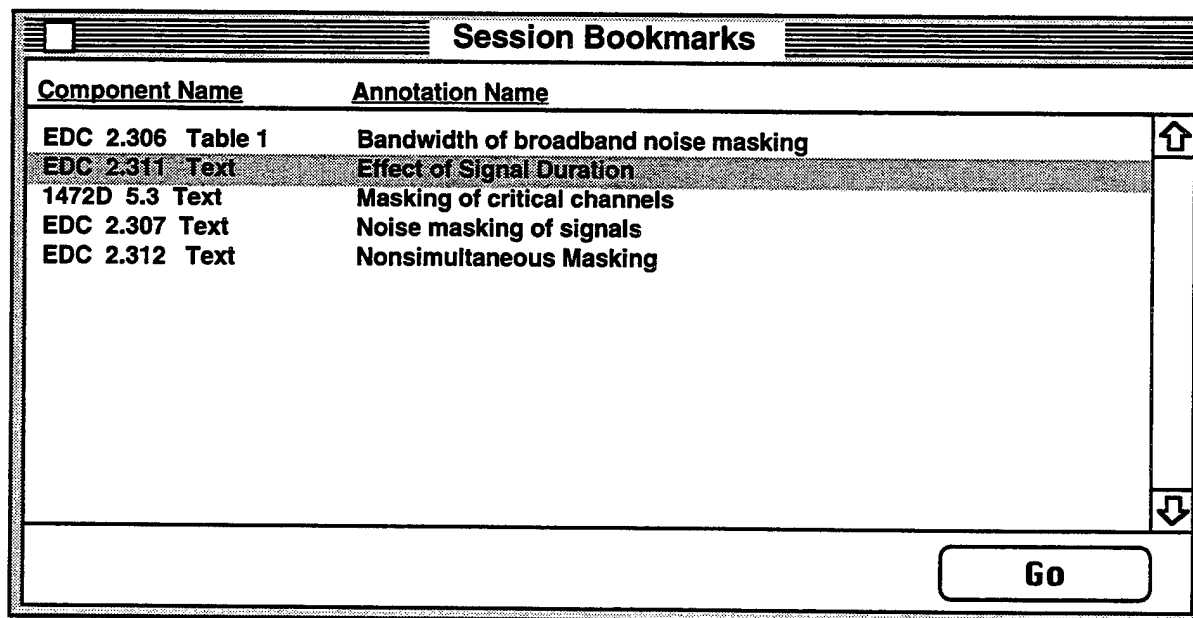 Session Bookmarks
Component Name Annotation Name
EDC 2.306 Table 1 Bandwidth of broadband noise masking
EDC 2.311 Text Effect of Signal Duration
1472D 5.3 Text Masking of critical channels
EDC 2.307 Text Noise masking of signals
EDC 2.312 Text Nonsimultaneous Masking
Go